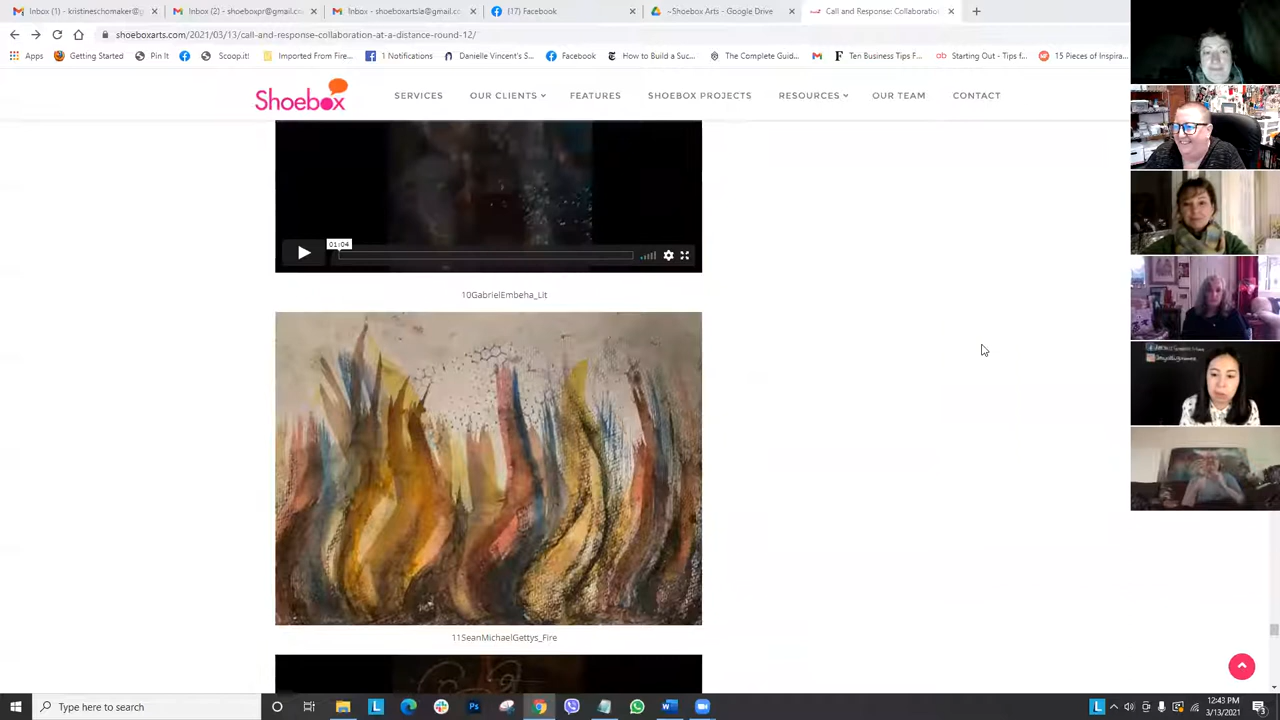 Inbox (1) - kristineschomaker@g
Inbox (2) - shoeboxpr@gmail.co
Inbox - shoeboxartsla@gmail.co
(17) Facebook
~Shoebox Arts - Google Drive
Call and Response: Collaboratio
shoeboxarts.com/2021/03/13/call-and-response-collaboration-at-a-distance-round-12/
Apps
Getting Started
Pin It
Scoop.it!
Imported From Fire...
1 Notifications
Danielle Vincent's S...
Facebook
How to Build a Suc...
The Complete Guide...
Ten Business Tips F...
Starting Out - Tips f...
15 Pieces of Inspira...
Shoebox
SERVICES
OUR CLIENTS
FEATURES
SHOEBOX PROJECTS
RESOURCES
OUR TEAM
CONTACT
01:04
10GabrielEmbeha_Lit
11SeanMichaelGettys_Fire
Type here to search
12:43 PM
3/13/2021